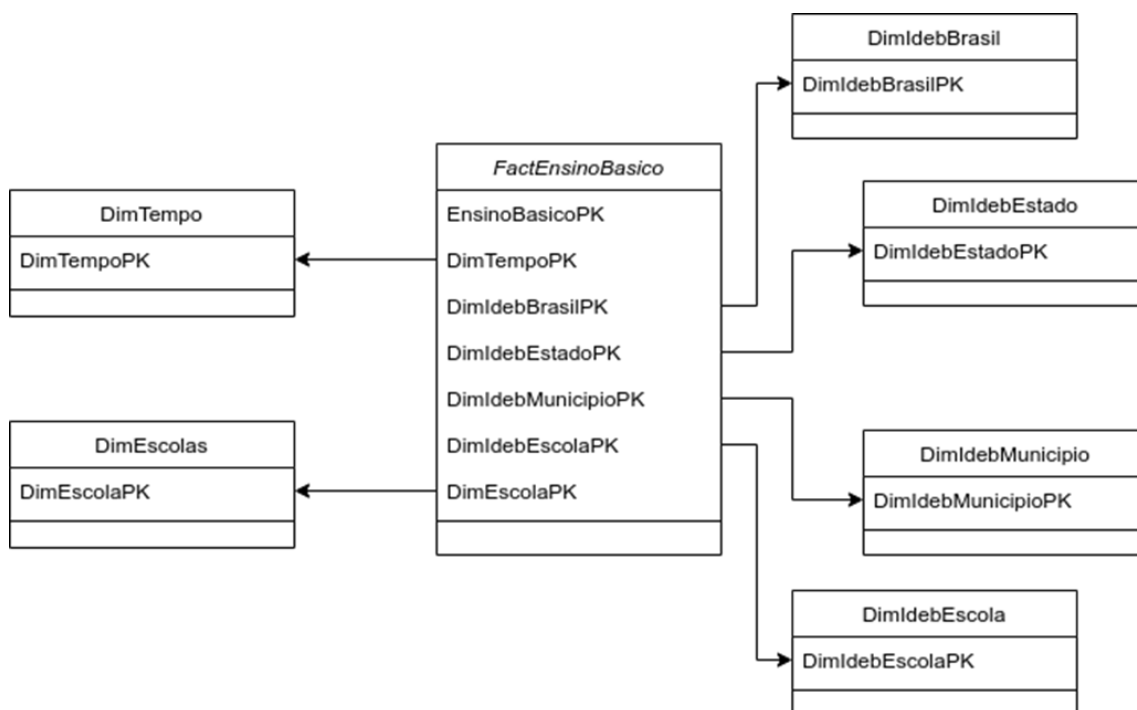 DimTempo
DimTempoPK
DimEscolas
DimEscolaPK
FactEnsinoBasico
EnsinoBasicoPK
DimTempoPK
DimIdebBrasilPK
DimIdebEstadoPK
DimIdebMunicipioPK
DimIdebEscolaPK
DimEscolaPK
DimIdebBrasil
DimIdebBrasilPK
DimIdebEstado
DimIdebEstadoPK
DimIdebMunicipio
DimIdebMunicipioPK
DimIdebEscola
DimIdebEscolaPK